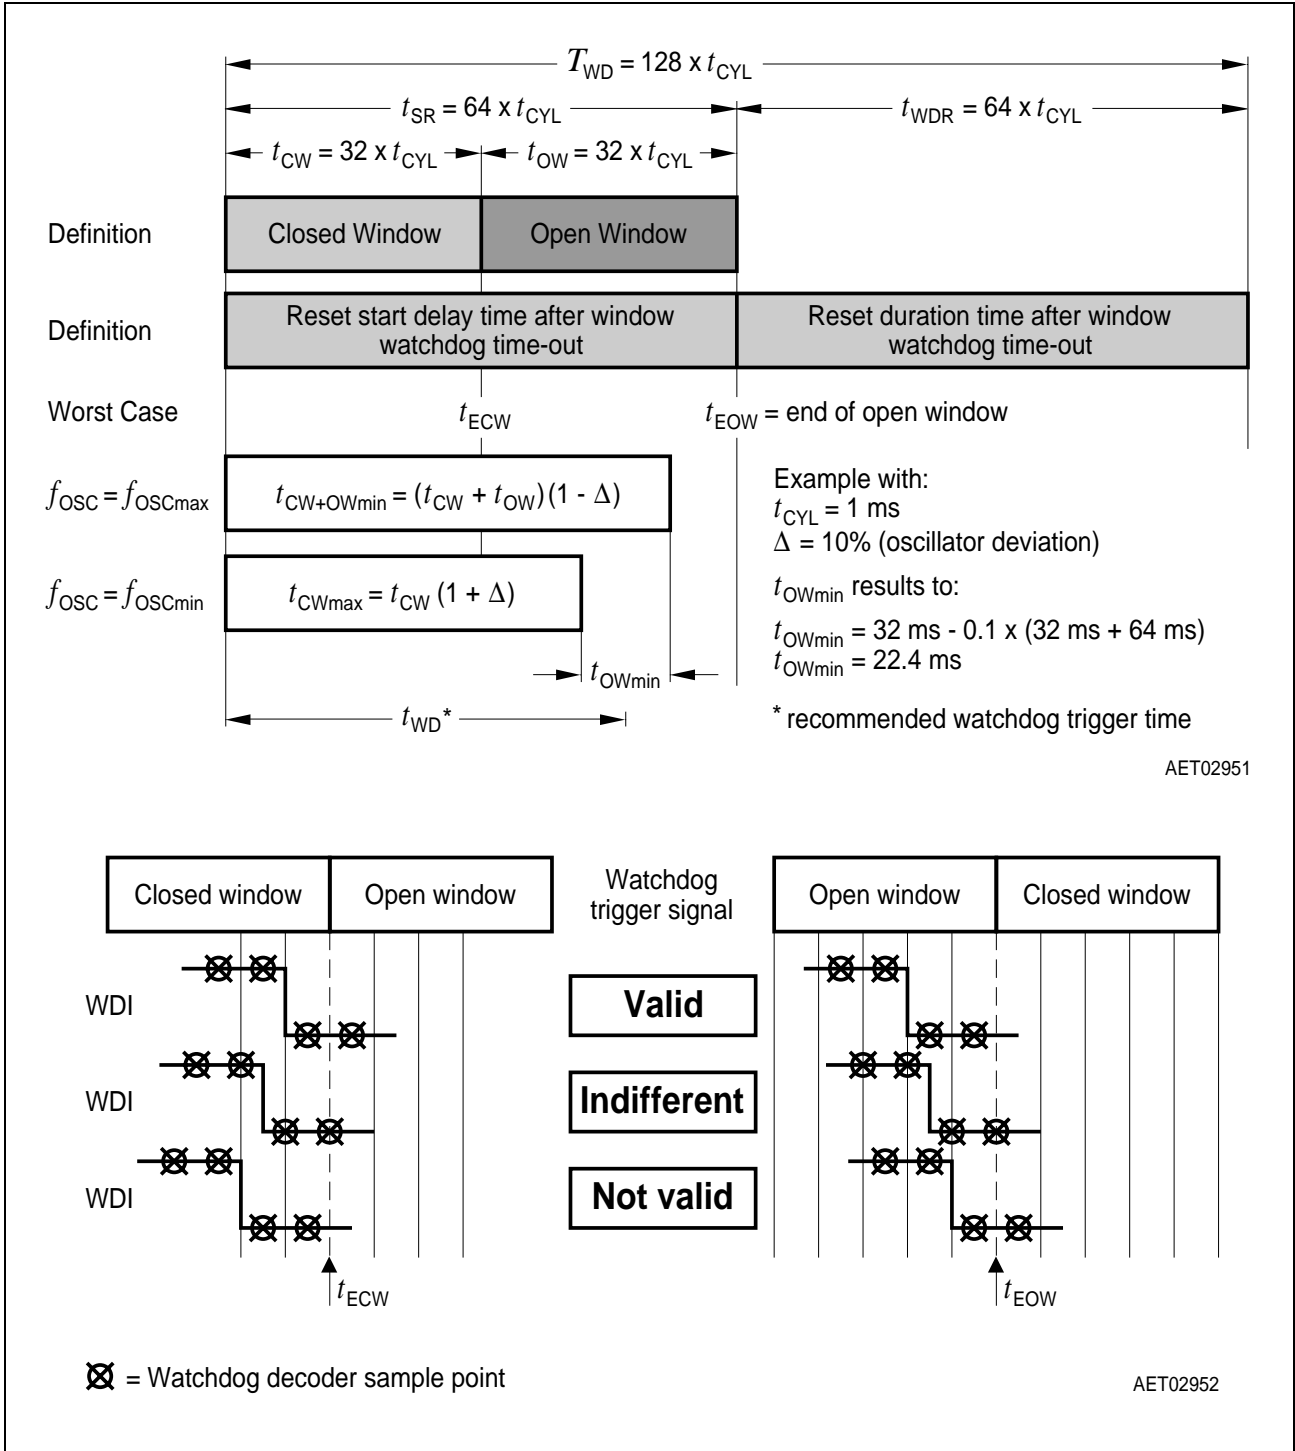 T_WD = 128 x t_CYL
t_SR = 64 x t_CYL
t_WDR = 64 x t_CYL
t_CW = 32 x t_CYL
t_OW = 32 x t_CYL
Definition
Closed Window
Open Window
Definition
Reset start delay time after window
watchdog time-out
Reset duration time after window
watchdog time-out
Worst Case
t_ECW
t_EOW = end of open window
f_OSC = f_OSCmax
t_CW+OWmin = (t_CW + t_OW)(1 - Δ)
f_OSC = f_OSCmin
t_CWmax = t_CW (1 + Δ)
t_OWmin
t_WD*
Example with:
t_CYL = 1 ms
Δ = 10% (oscillator deviation)
t_OWmin results to:
t_OWmin = 32 ms - 0.1 x (32 ms + 64 ms)
t_OWmin = 22.4 ms
* recommended watchdog trigger time
AET02951
Closed window
Open window
Watchdog
trigger signal
Open window
Closed window
WDI
Valid
WDI
Indifferent
WDI
Not valid
t_ECW
t_EOW
= Watchdog decoder sample point
AET02952